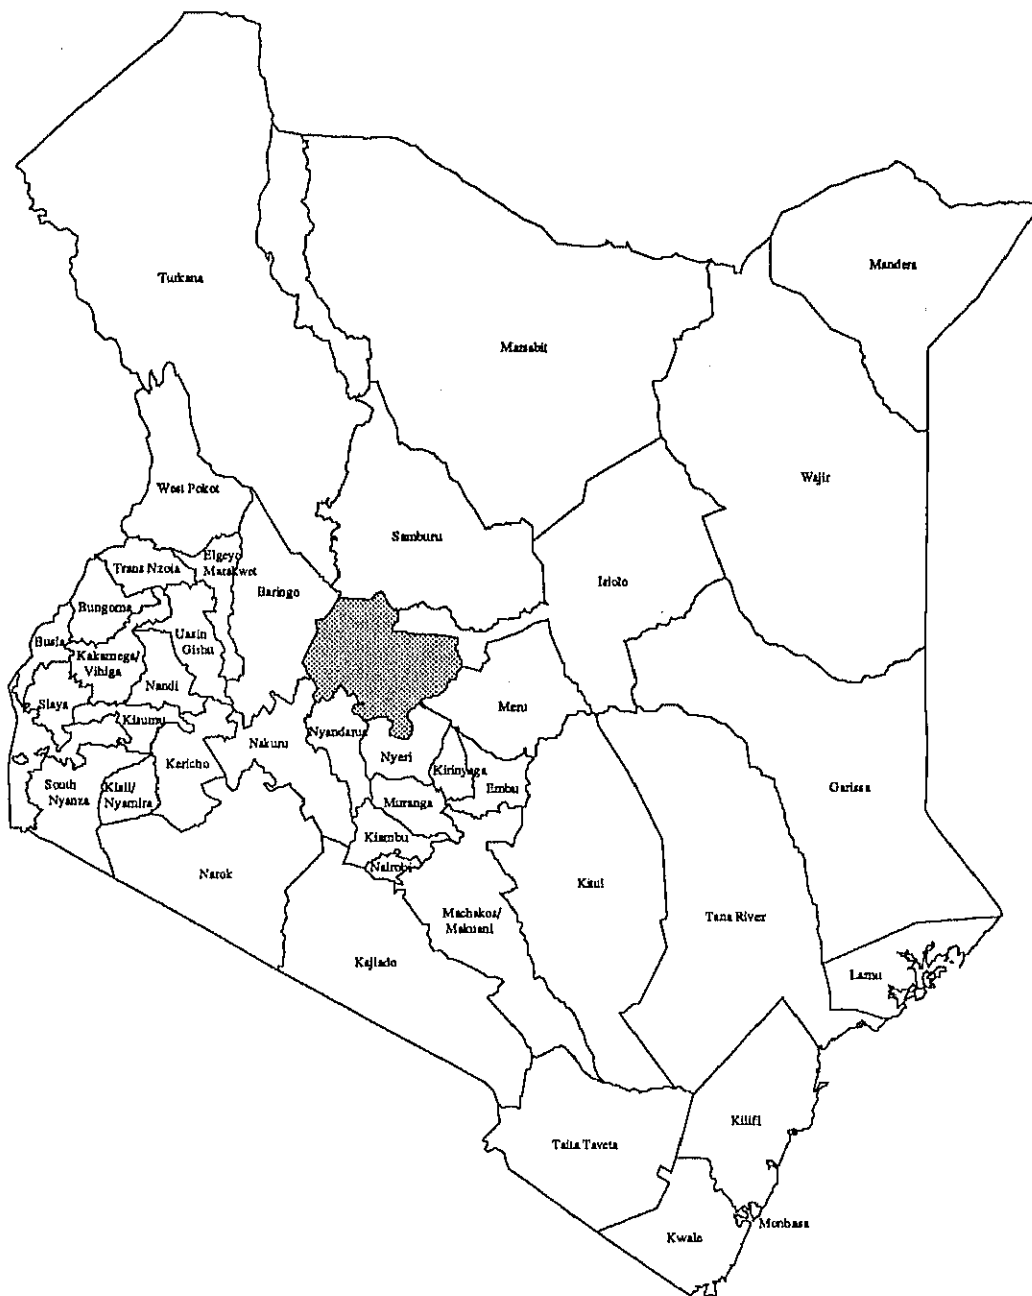 Turkana
Mandera
Marsabit
Wajir
West Pokot
Samburu
Elgeyo
Marakwet
Trans Nzoia
Isiolo
Baringo
Bungoma
Uasin
Gishu
Busia
Kakamega/
Vihiga
Nandi
Siaya
Meru
Kisumu
Nyandarua
Nakuru
Nyeri
Kericho
Kirinyaga
South
Nyanza
Kisii/
Nyamira
Embu
Garissa
Muranga
Kiambu
Nairobi
Narok
Kitui
Machakos/
Makuani
Tana River
Kajiado
Lamu
Kilifi
Taita Taveta
Kwale
Mombasa